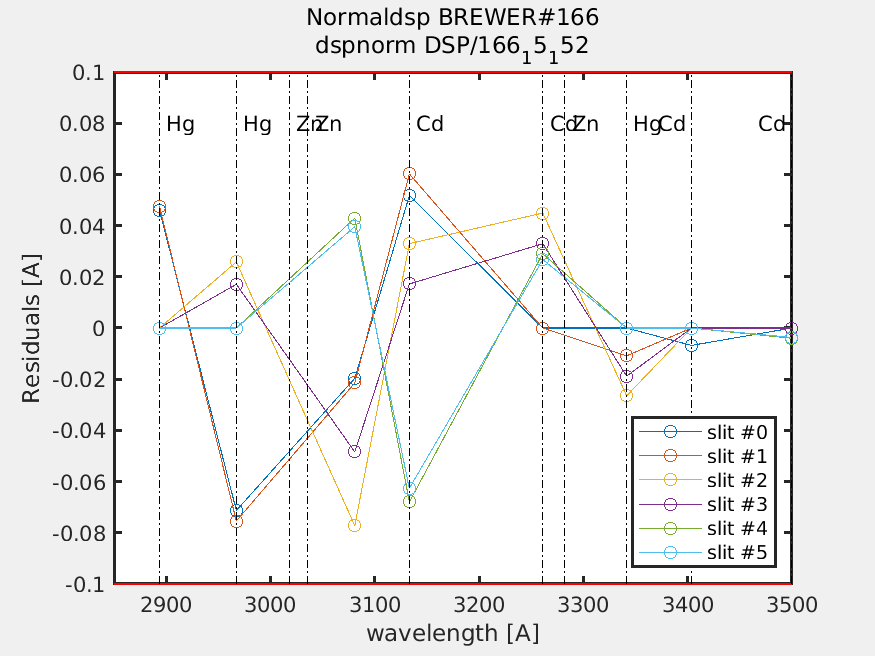 Normaldsp BREWER#166
dspnorm DSP/166₁5₁52
0.1
0.08
0.06
0.04
0.02
0
-0.02
-0.04
-0.06
-0.08
-0.1
Residuals [A]
Hg Hg Zn Zn Cd Cd Zn Hg Cd Cd
slit #0
slit #1
slit #2
slit #3
slit #4
slit #5
2900 3000 3100 3200 3300 3400 3500
wavelength [A]